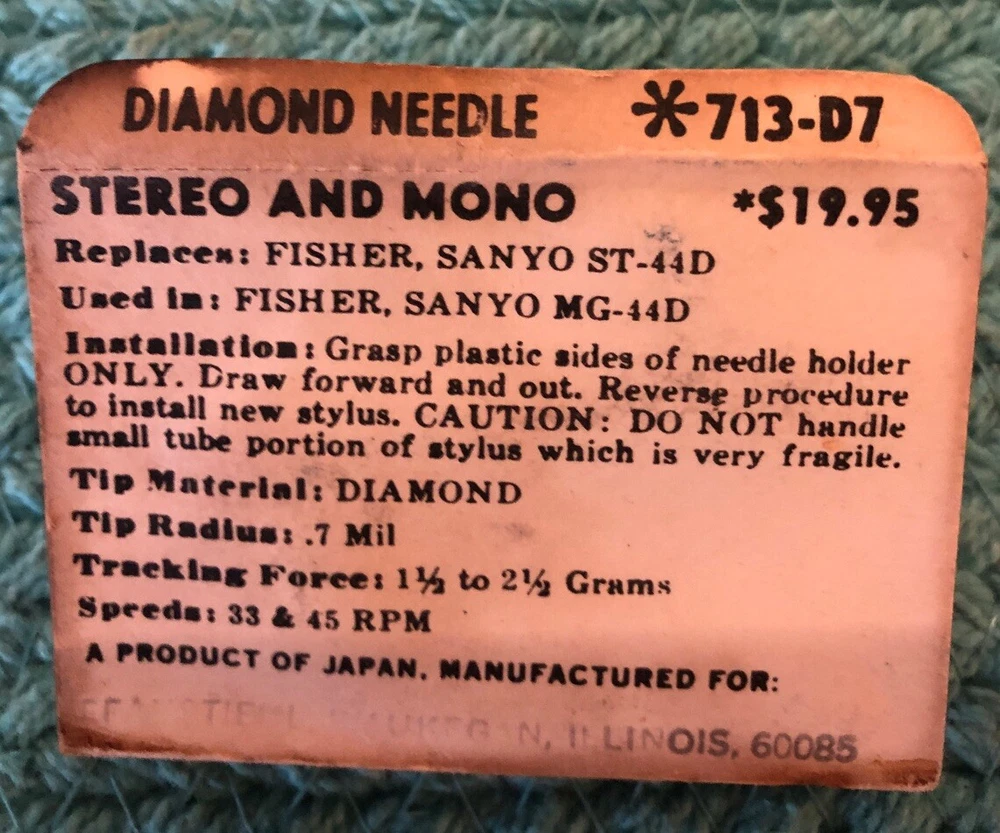 DIAMOND NEEDLE *713-D7
STEREO AND MONO *$19.95
Replaces: FISHER, SANYO ST-44D
Used in: FISHER, SANYO MG-44D
Installation: Grasp plastic sides of needle holder
ONLY. Draw forward and out. Reverse procedure
to install new stylus. CAUTION: DO NOT handle
small tube portion of stylus which is very fragile.
Tip Material: DIAMOND
Tip Radius: .7 Mil
Tracking Force: 1½ to 2½ Grams
Speeds: 33 & 45 RPM
A PRODUCT OF JAPAN. MANUFACTURED FOR:
WAUKEGAN, ILLINOIS, 60085